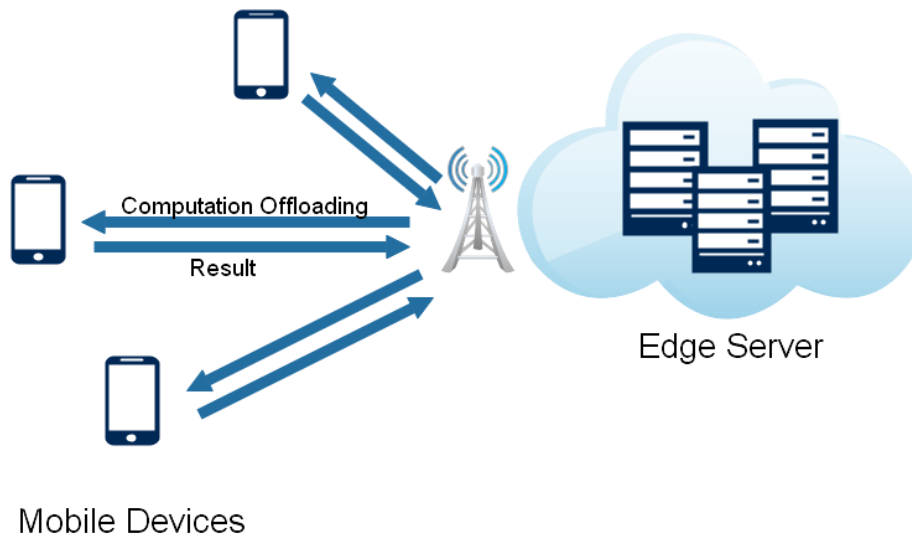 Computation Offloading
Result
Edge Server
Mobile Devices